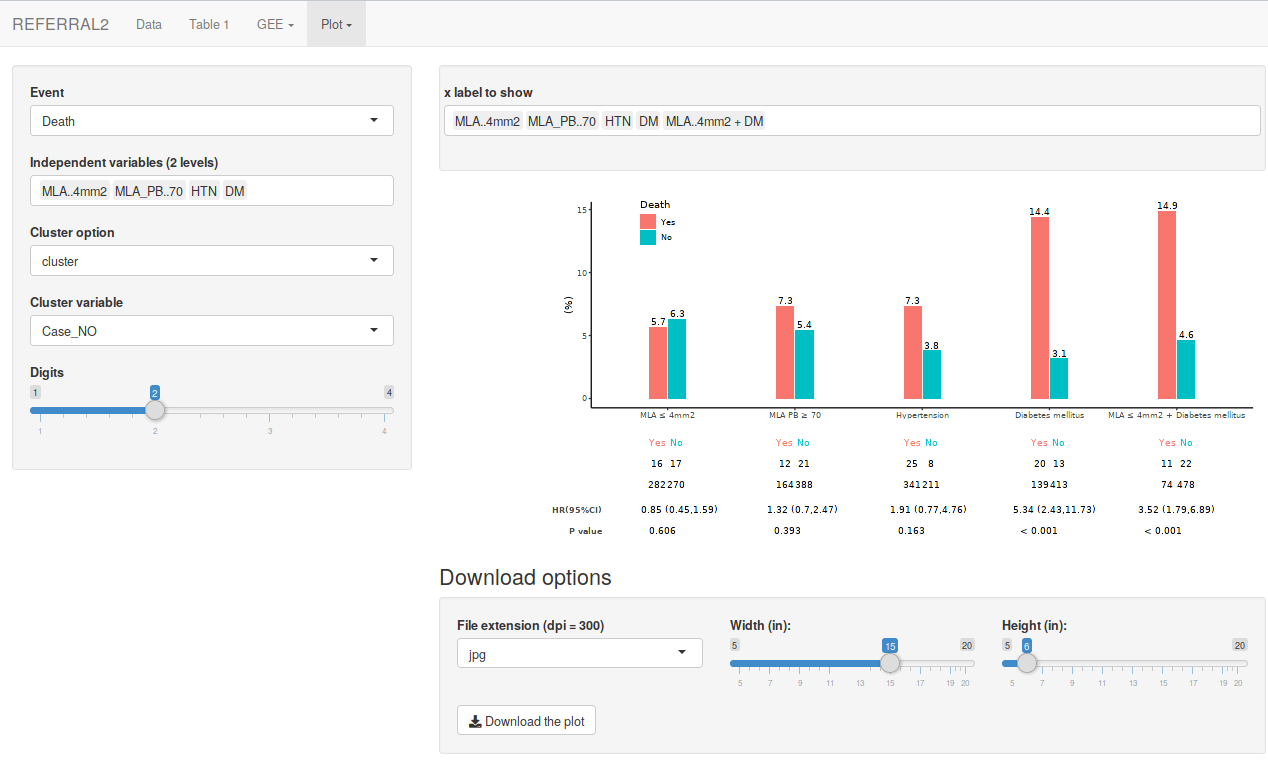 REFERRAL2 Data Table 1 GEE Plot
Event
Death
Independent variables (2 levels)
MLA..4mm2 MLA_PB..70 HTN DM
Cluster option
cluster
Cluster variable
Case_NO
Digits
1 2 4
1 2 3 4
x label to show
MLA..4mm2 MLA_PB..70 HTN DM MLA..4mm2 + DM
Death
Yes
No
15
10
5
0
(%)
5.7 6.3 7.3 5.4 7.3 3.8 14.4 3.1 14.9 4.6
MLA ≤ 4mm2 MLA PB ≥ 70 Hypertension Diabetes mellitus MLA ≤ 4mm2 + Diabetes mellitus
Yes No Yes No Yes No Yes No Yes No
16 17 12 21 25 8 20 13 11 22
282 270 164 388 341 211 139 413 74 478
HR(95%CI) 0.85 (0.45,1.59) 1.32 (0.7,2.47) 1.91 (0.77,4.76) 5.34 (2.43,11.73) 3.52 (1.79,6.89)
P value 0.606 0.393 0.163 < 0.001 < 0.001
Download options
File extension (dpi = 300)
jpg
Width (in):
5 15 20
5 7 9 11 13 15 17 19 20
Height (in):
5 6 20
5 7 9 11 13 15 17 19 20
Download the plot